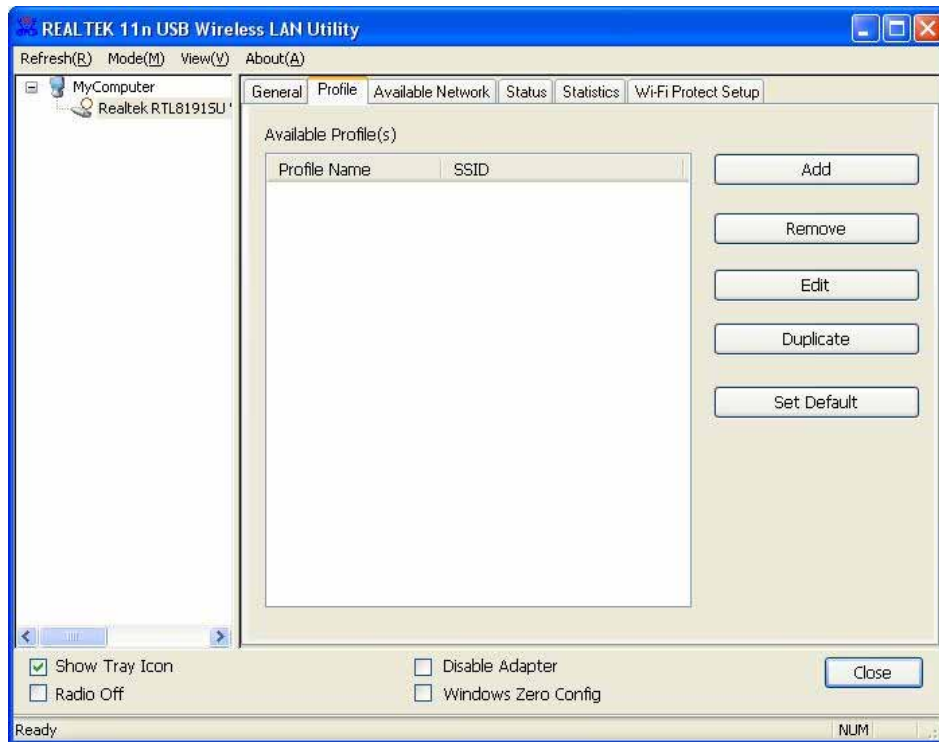 REALTEK 11n USB Wireless LAN Utility
Refresh(R) Mode(M) View(V) About(A)
MyComputer
Realtek RTL8191SU '
General Profile Available Network Status Statistics Wi-Fi Protect Setup
Available Profile(s)
Profile Name SSID
Add
Remove
Edit
Duplicate
Set Default
Show Tray Icon
Radio Off
Disable Adapter
Windows Zero Config
Close
Ready
NUM